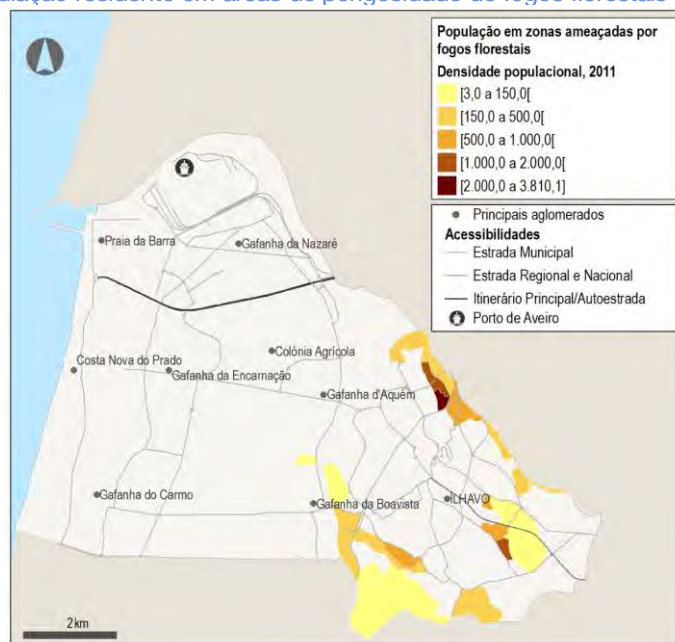 População em zonas ameaçadas por
fogos florestais
Densidade populacional, 2011
[3,0 a 150,0[
[150,0 a 500,0[
[500,0 a 1.000,0[
[1.000,0 a 2.000,0[
[2.000,0 a 3.810,1]
Principais aglomerados
Acessibilidades
Estrada Municipal
Estrada Regional e Nacional
Itinerário Principal/Autoestrada
Porto de Aveiro
Praia da Barra
Gafanha da Nazaré
Colónia Agrícola
Costa Nova do Prado
Gafanha da Encarnação
Gafanha d'Aquém
Gafanha do Carmo
Gafanha da Boavista
ILHAVO
2km